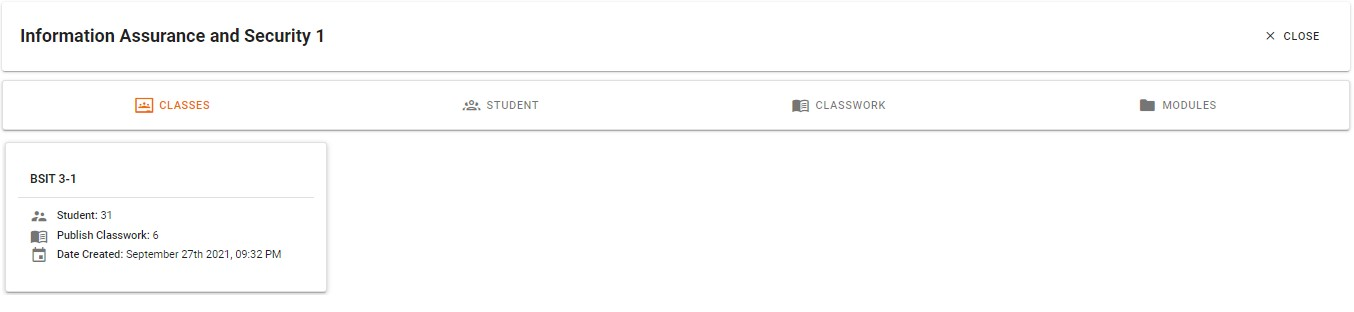 Information Assurance and Security 1
CLOSE
CLASSES
STUDENT
CLASSWORK
MODULES
BSIT 3-1
Student: 31
Publish Classwork: 6
Date Created: September 27th 2021, 09:32 PM